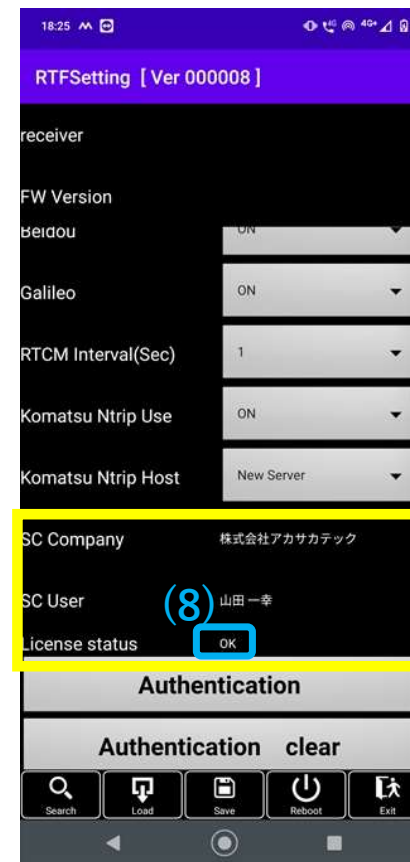 18:25 4G 4G+
RTFSetting [ Ver 000008 ]
receiver
FW Version
Beidou ON
Galileo ON
RTCM Interval(Sec) 1
Komatsu Ntrip Use ON
Komatsu Ntrip Host New Server
SC Company 株式会社アカサカテック
SC User (8) 山田 一幸
License status OK
Authentication
Authentication clear
Search Load Save Reboot Exit